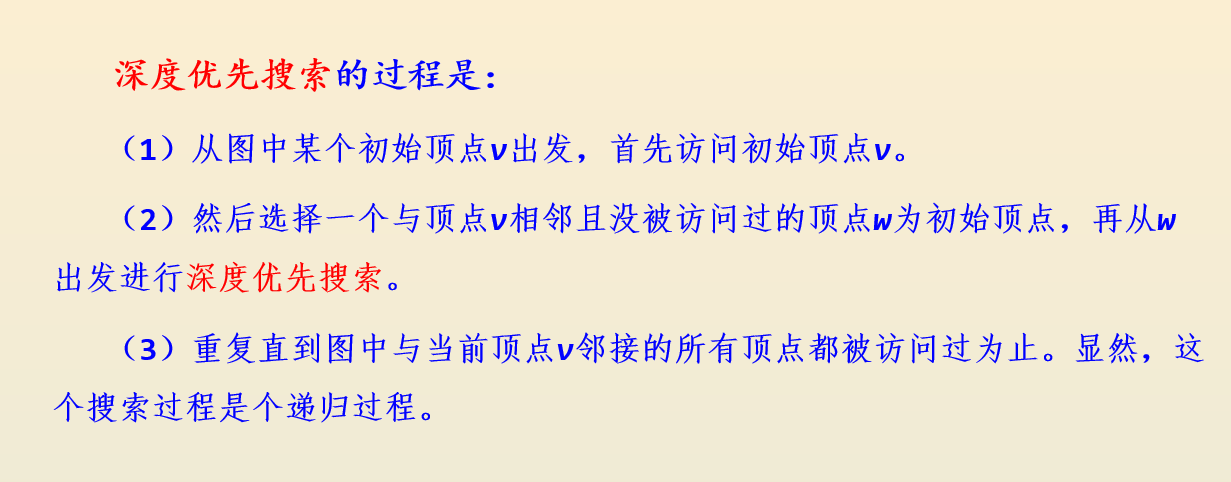 深度优先搜索的过程是：
（1）从图中某个初始顶点v出发，首先访问初始顶点v。
（2）然后选择一个与顶点v相邻且没被访问过的顶点w为初始顶点，再从w
出发进行深度优先搜索。
（3）重复直到图中与当前顶点v邻接的所有顶点都被访问过为止。显然，这
个搜索过程是个递归过程。